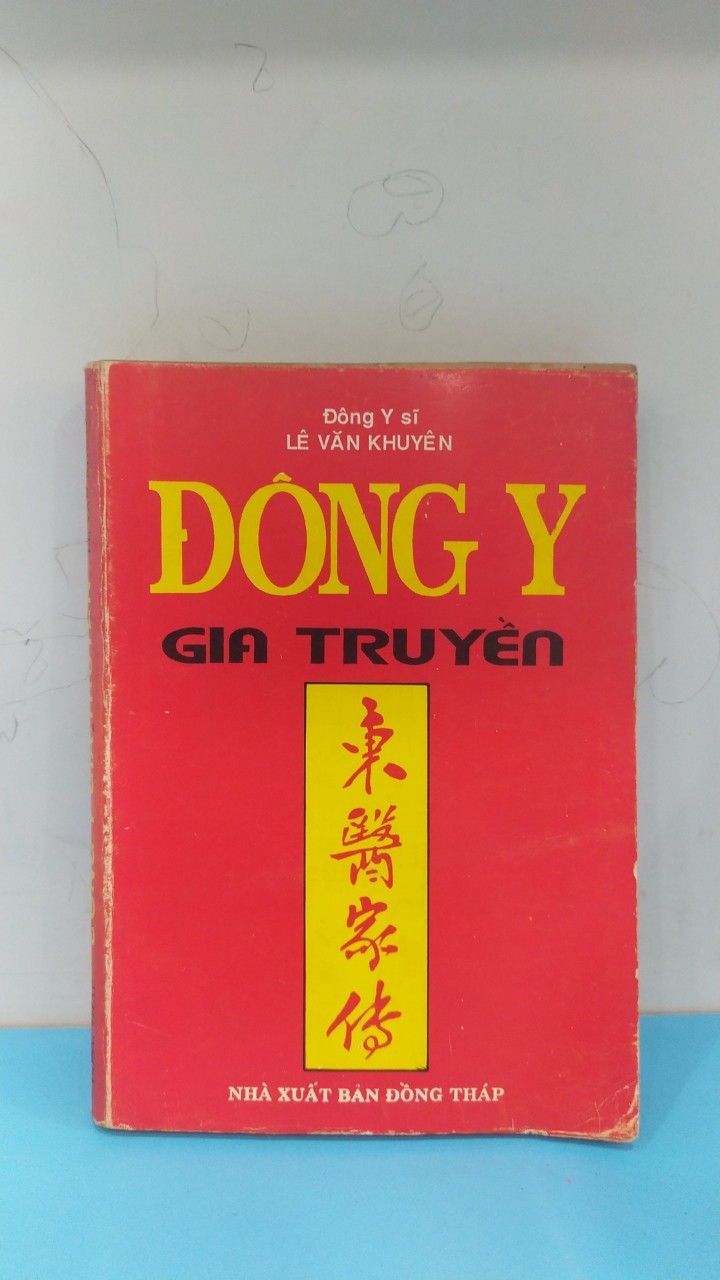 Đông Y sĩ
LÊ VĂN KHUYÊN
ĐÔNG Y
GIA TRUYỀN
東
醫
家
傳
NHÀ XUẤT BẢN ĐỒNG THÁP